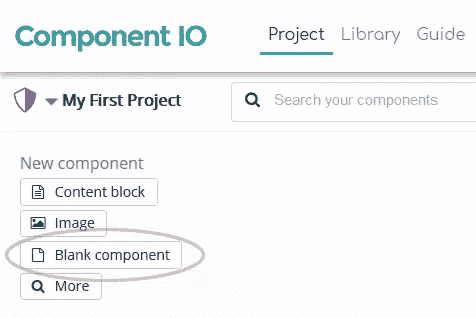 Component IO
Project Library Guide
My First Project
Search your components
New component
Content block
Image
Blank component
More